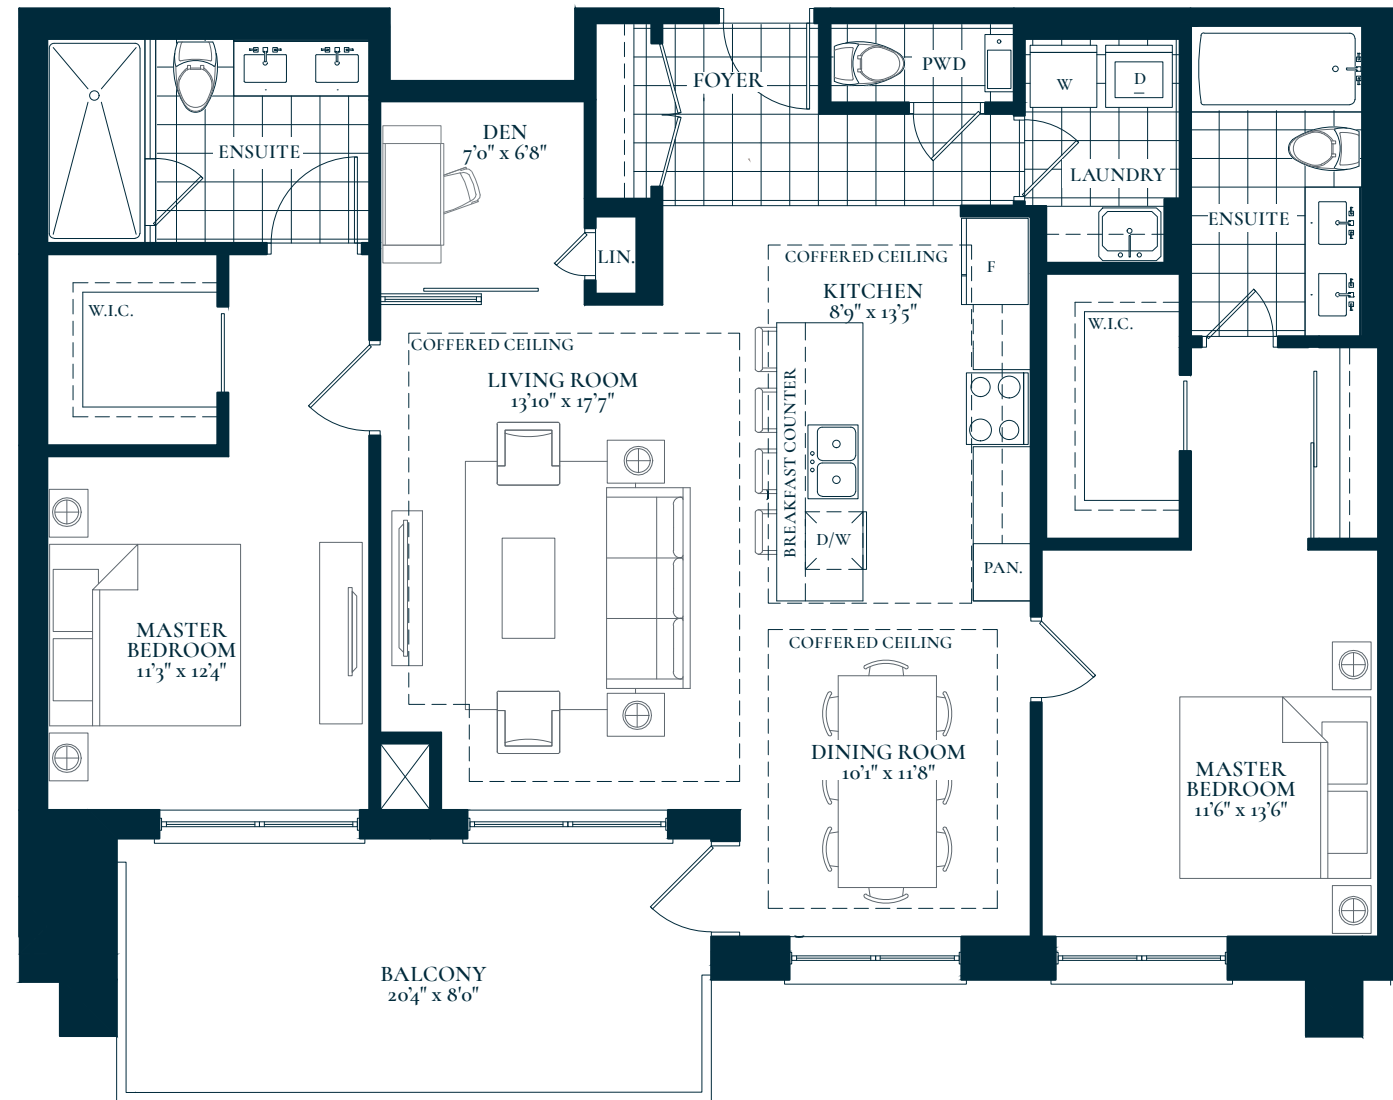 FOYER
PWD
W
D
DEN
7'0" x 6'8"
ENSUITE
LAUNDRY
ENSUITE
LIN.
COFFERED CEILING
F
KITCHEN
8'9" x 13'5"
W.I.C.
W.I.C.
COFFERED CEILING
LIVING ROOM
13'10" x 17'7"
BREAKFAST COUNTER
D/W
PAN.
MASTER
BEDROOM
11'3" x 12'4"
COFFERED CEILING
DINING ROOM
10'1" x 11'8"
MASTER
BEDROOM
11'6" x 13'6"
BALCONY
20'4" x 8'0"